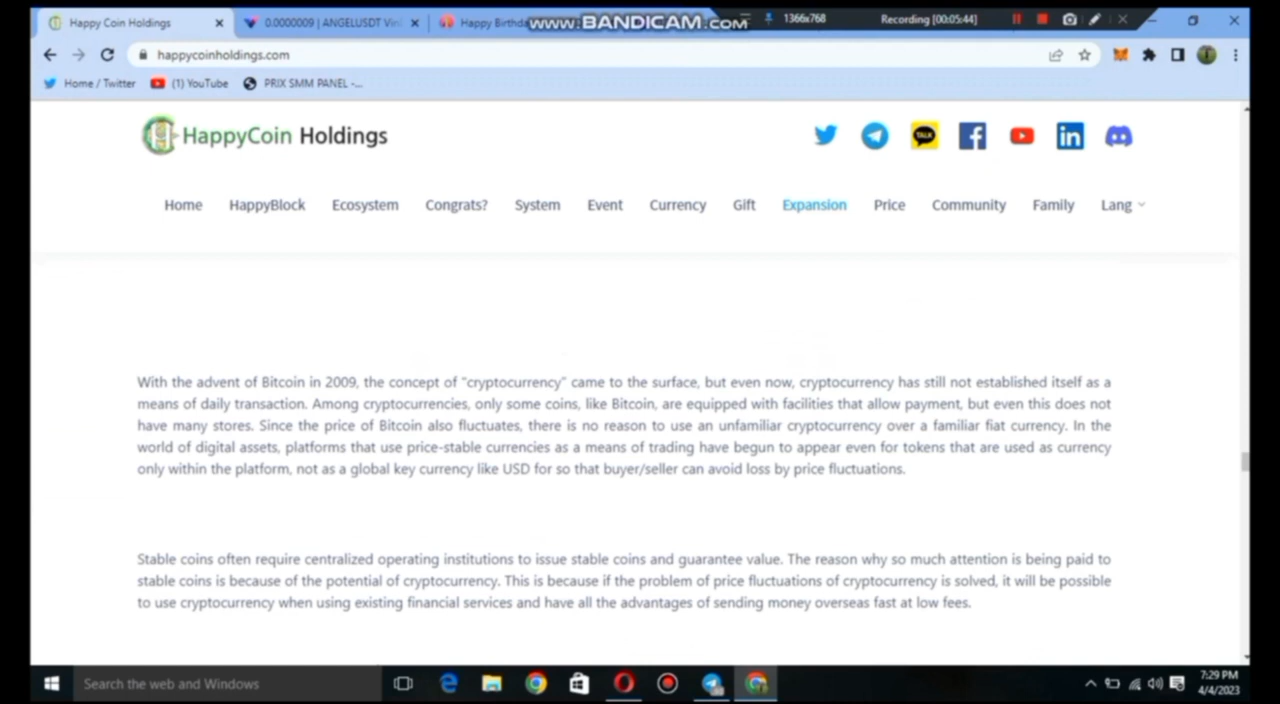 Happy Coin Holdings
0.0000009 | ANGELUSDT Vin
Happy Birthda
www.BANDICAM.com
1366x768
Recording [00:05:44]
happycoinholdings.com
Home / Twitter
(1) YouTube
PRIX SMM PANEL -...
HappyCoin Holdings
TALK
Home
HappyBlock
Ecosystem
Congrats?
System
Event
Currency
Gift
Expansion
Price
Community
Family
Lang
With the advent of Bitcoin in 2009, the concept of "cryptocurrency" came to the surface, but even now, cryptocurrency has still not established itself as a
means of daily transaction. Among cryptocurrencies, only some coins, like Bitcoin, are equipped with facilities that allow payment, but even this does not
have many stores. Since the price of Bitcoin also fluctuates, there is no reason to use an unfamiliar cryptocurrency over a familiar fiat currency. In the
world of digital assets, platforms that use price-stable currencies as a means of trading have begun to appear even for tokens that are used as currency
only within the platform, not as a global key currency like USD for so that buyer/seller can avoid loss by price fluctuations.
Stable coins often require centralized operating institutions to issue stable coins and guarantee value. The reason why so much attention is being paid to
stable coins is because of the potential of cryptocurrency. This is because if the problem of price fluctuations of cryptocurrency is solved, it will be possible
to use cryptocurrency when using existing financial services and have all the advantages of sending money overseas fast at low fees.
Search the web and Windows
7:29 PM
4/4/2023